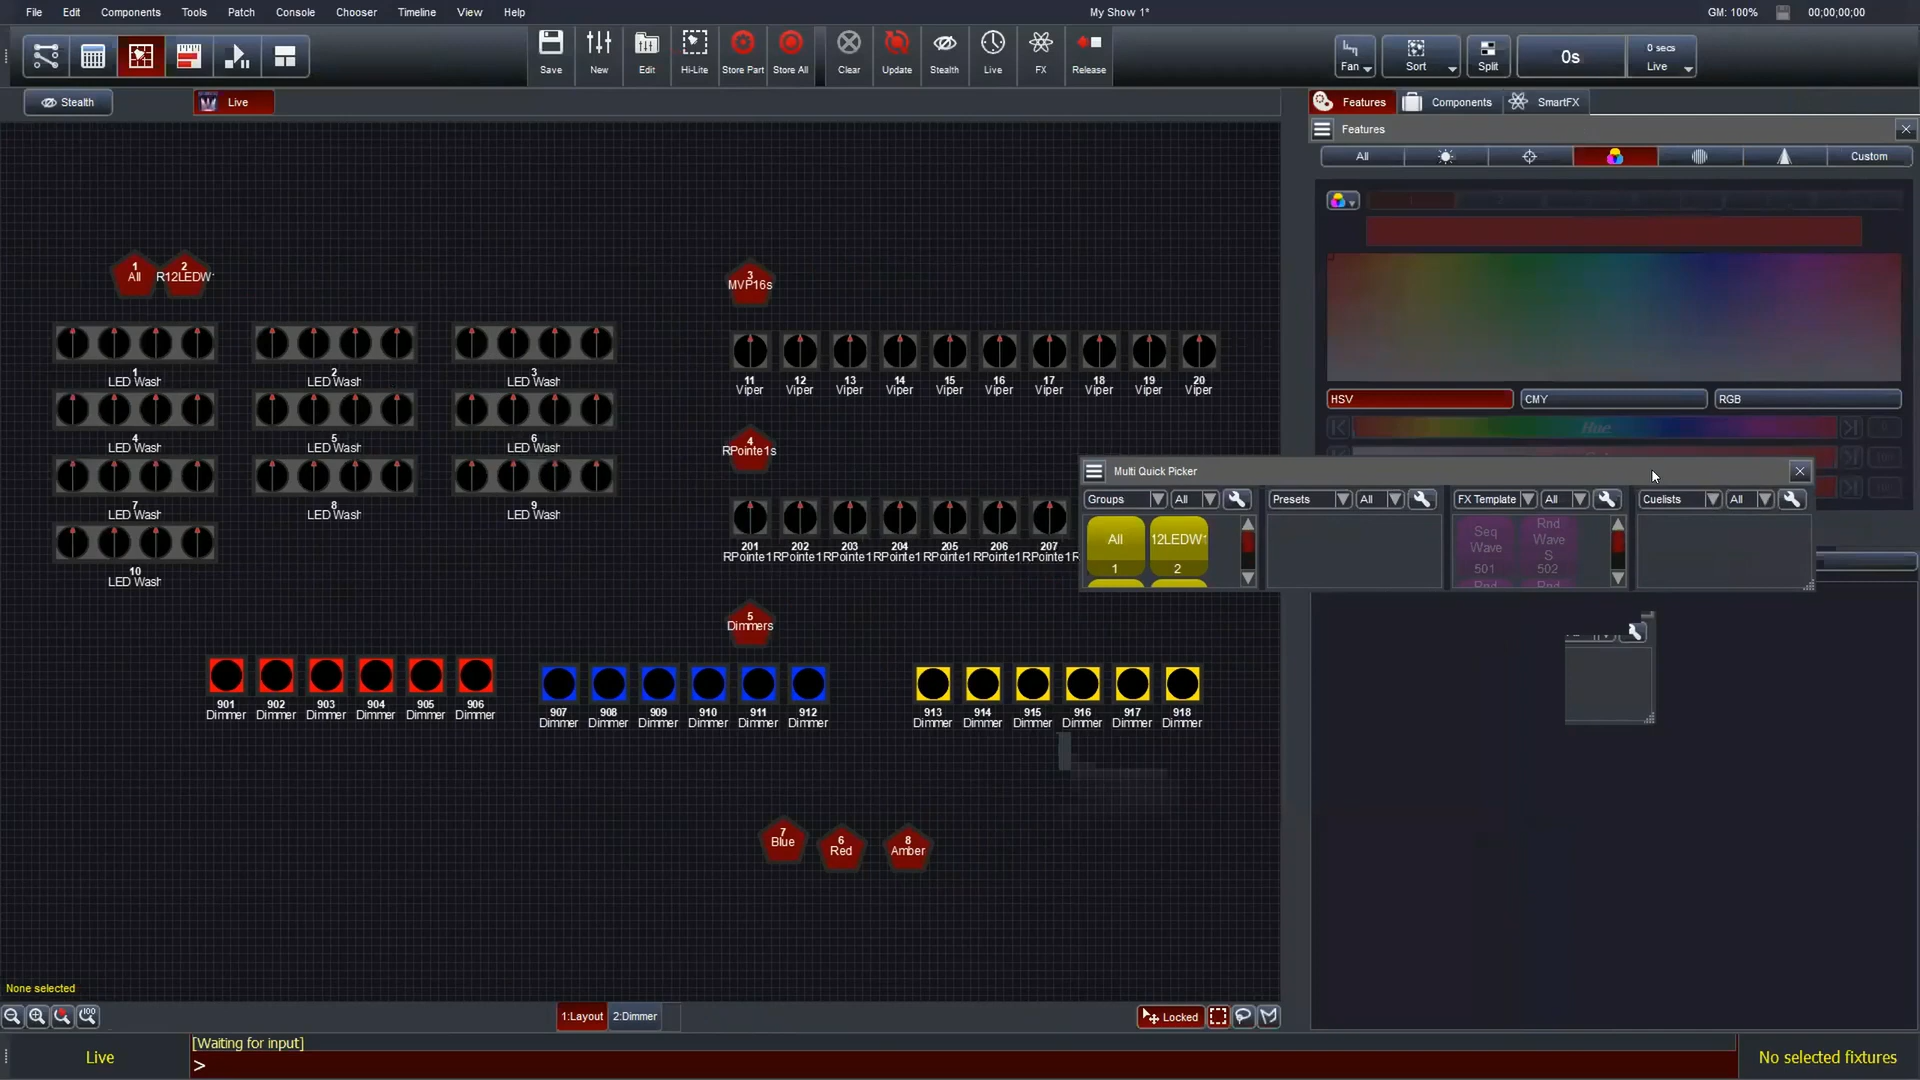 File Edit Components Tools Patch Console Chooser Timeline View Help My Show 1* GM: 100% 00;00;00;00
Save New Edit Hi-Lite Store Part Store All Clear Update Stealth Live FX Release
Fan Sort Split 0s 0 secs
Live
Stealth Live Features Components SmartFX
Features
All Custom
1 All
2 R12LEDW
3 MVP16s
1 LED Wash
2 LED Wash
3 LED Wash
11 Viper
12 Viper
13 Viper
14 Viper
15 Viper
16 Viper
17 Viper
18 Viper
19 Viper
20 Viper
HSV CMY RGB
Hue
4 LED Wash
5 LED Wash
6 LED Wash
4 RPointe1s
7 LED Wash
8 LED Wash
9 LED Wash
10 LED Wash
201 RPointe1
202 RPointe1
203 RPointe1
204 RPointe1
205 RPointe1
206 RPointe1
207 RPointe1
Multi Quick Picker
Groups All Presets All FX Template All Cuelists All
All 1
12LEDW 2
Seq Wave 501
Rnd Wave S 502
Rnd
5 Dimmers
901 Dimmer
902 Dimmer
903 Dimmer
904 Dimmer
905 Dimmer
906 Dimmer
907 Dimmer
908 Dimmer
909 Dimmer
910 Dimmer
911 Dimmer
912 Dimmer
913 Dimmer
914 Dimmer
915 Dimmer
916 Dimmer
917 Dimmer
918 Dimmer
7 Blue
6 Red
8 Amber
None selected
100 1:Layout 2:Dimmer Locked
Live [Waiting for input]
> No selected fixtures